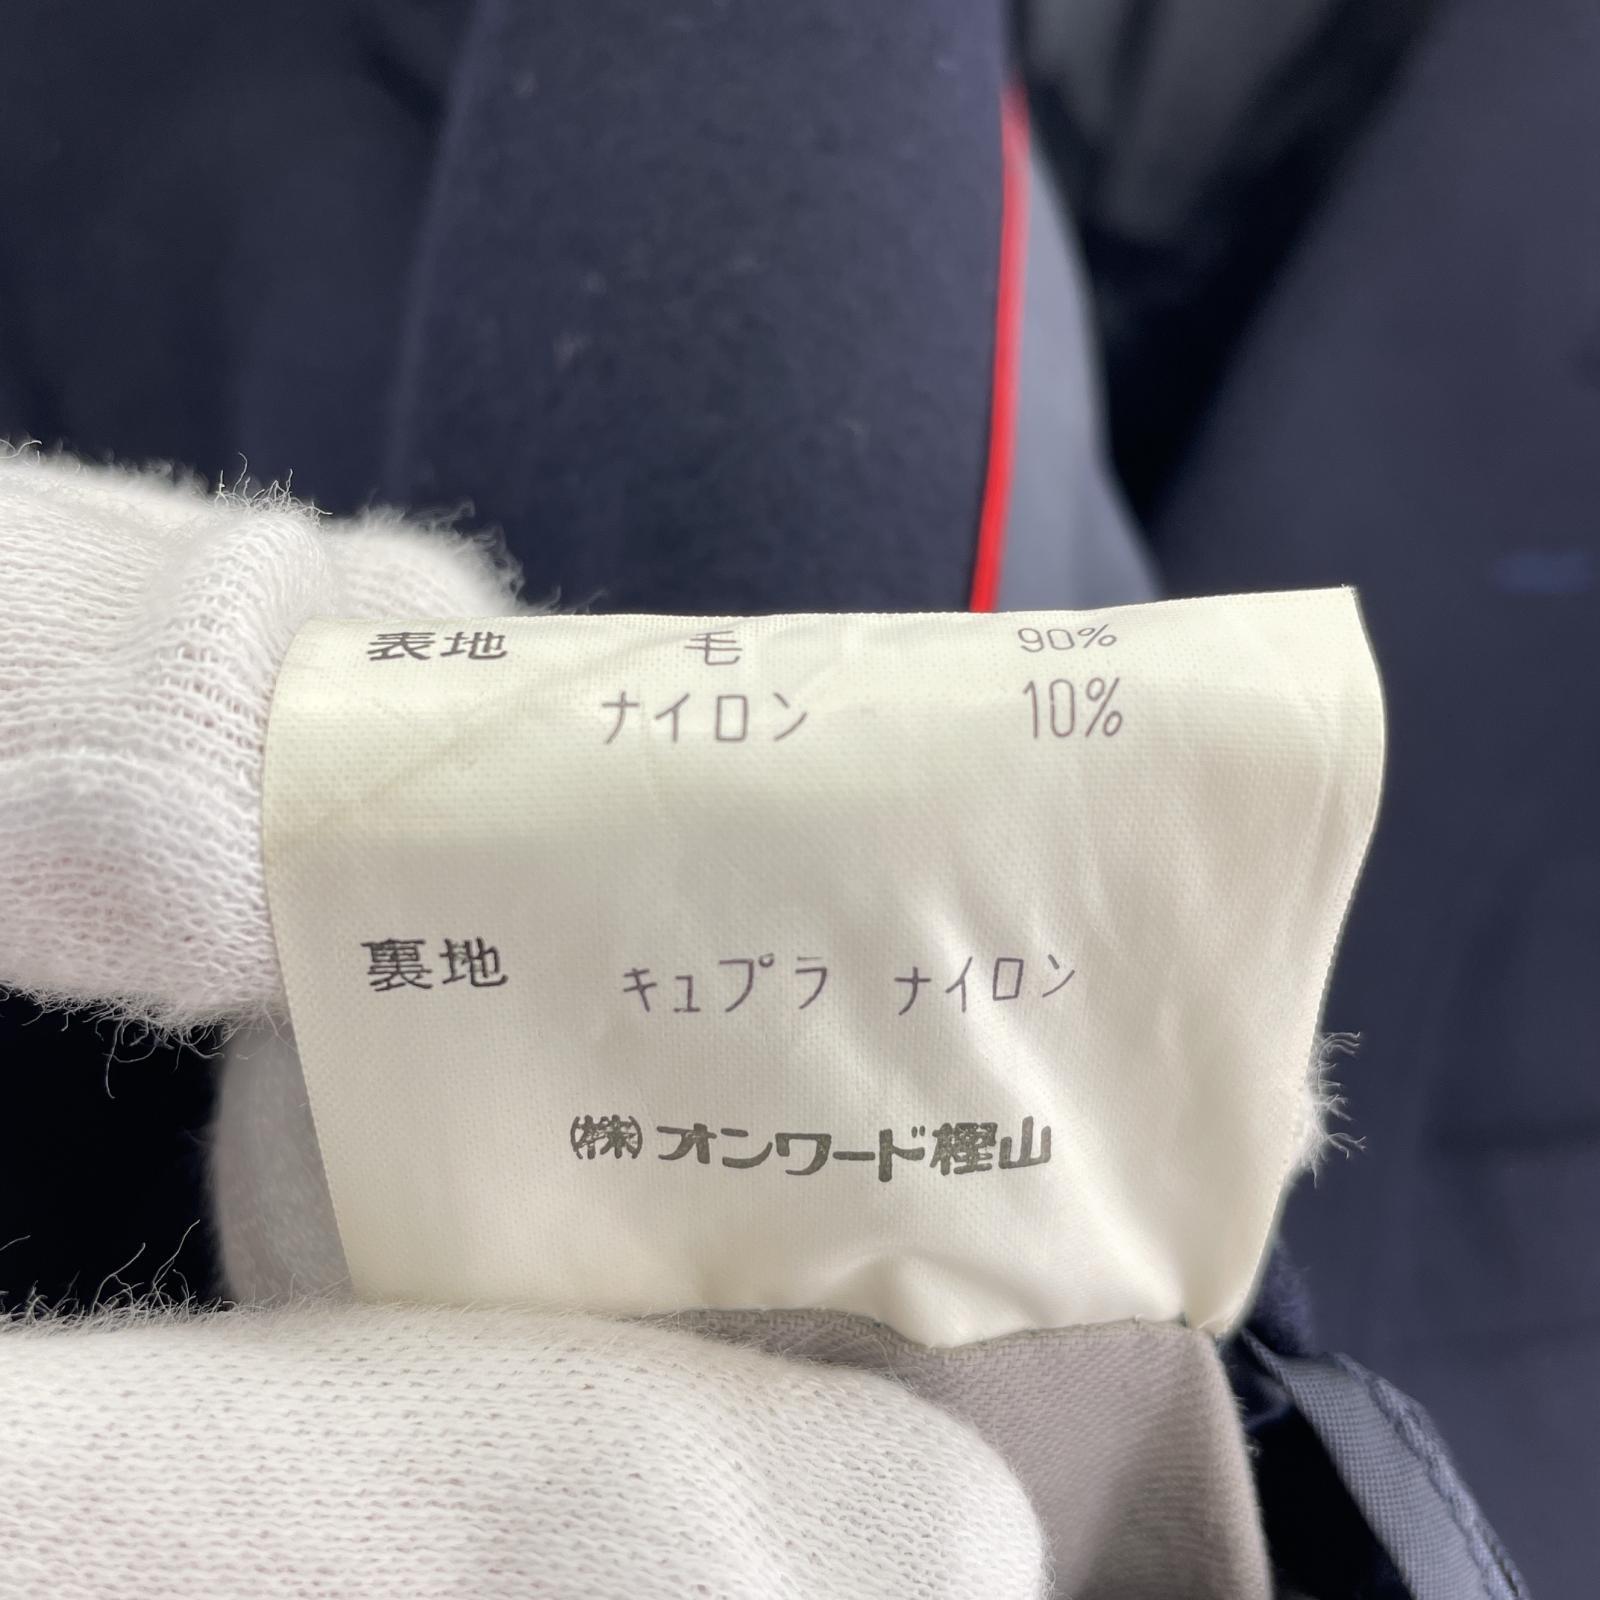 表地 毛 90%
ナイロン 10%
裏地 キュプラ ナイロン
㈱オンワード樫山